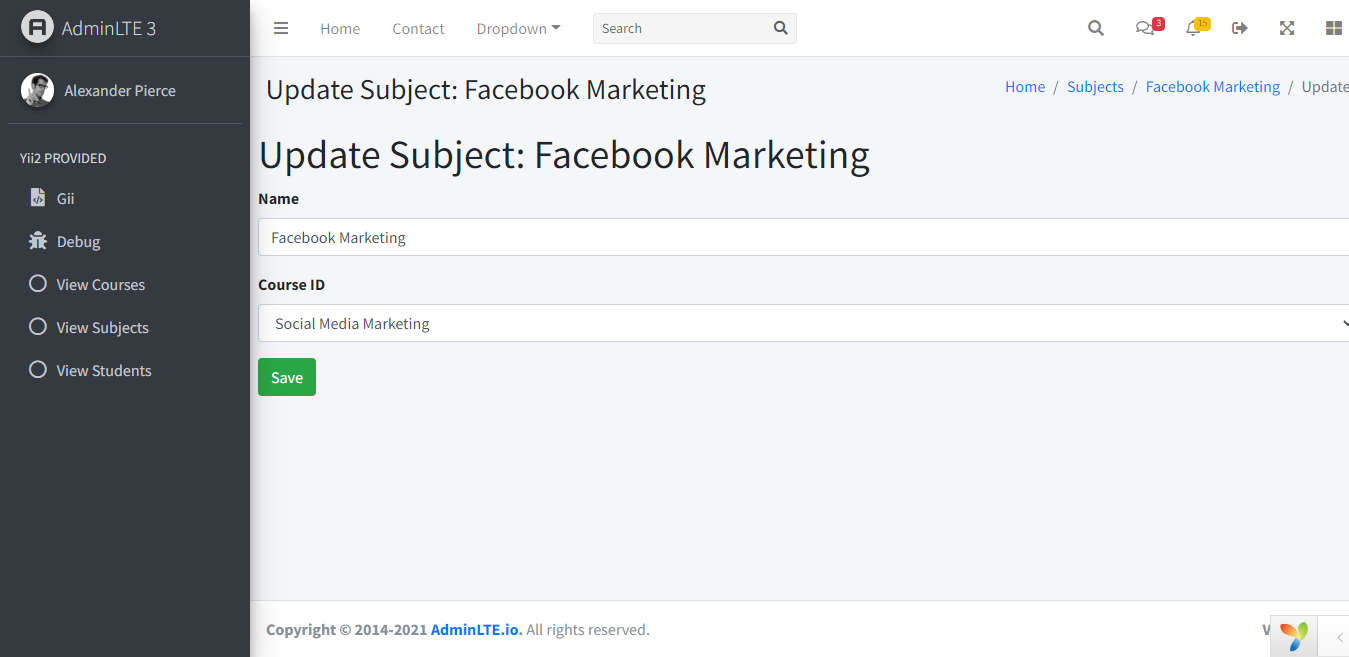 AdminLTE 3
Home Contact Dropdown Search 3 15
Alexander Pierce
Update Subject: Facebook Marketing
Home / Subjects / Facebook Marketing / Update
Yii2 PROVIDED
Gii
Debug
View Courses
View Subjects
View Students
Update Subject: Facebook Marketing
Name
Facebook Marketing
Course ID
Social Media Marketing
Save
Copyright © 2014-2021 AdminLTE.io. All rights reserved.